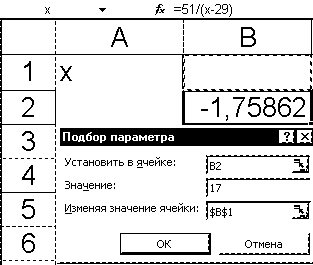 x fx =51/(x-29)
A B
1 x
2 -1,75862
3 Подбор параметра ? ×
Установить в ячейке: B2
4
Значение: 17
5 Изменяя значение ячейки: $B$1
6 ОК Отмена